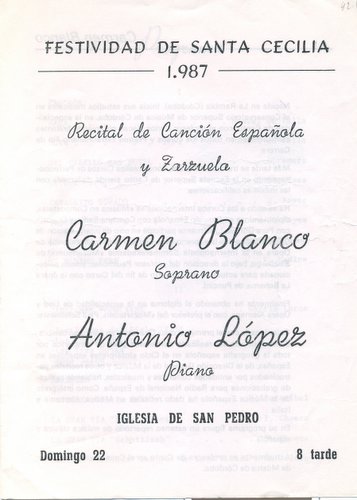 FESTIVIDAD DE SANTA CECILIA
1.987
Recital de Canción Española
y Zarzuela
Carmen Blanco
Soprano
Antonio López
Piano
IGLESIA DE SAN PEDRO
Domingo 22 8 tarde